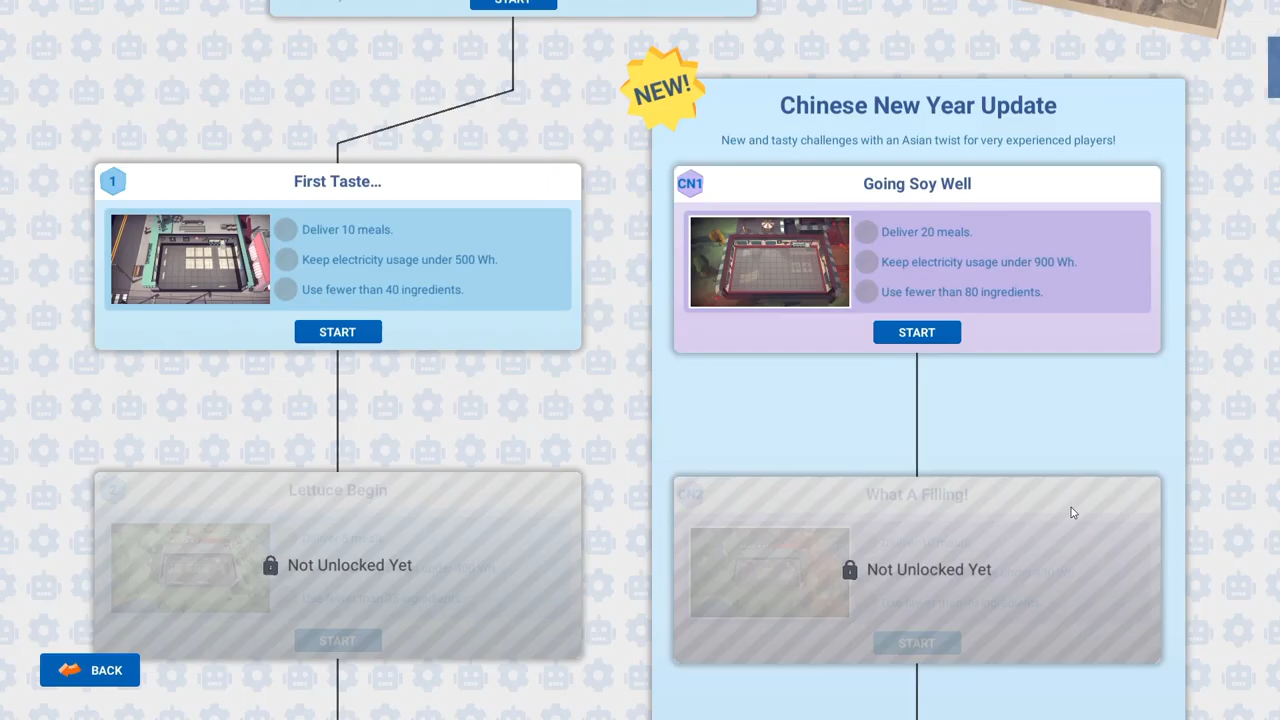 START
NEW!
Chinese New Year Update
New and tasty challenges with an Asian twist for very experienced players!
1
First Taste...
Deliver 10 meals.
Keep electricity usage under 500 Wh.
Use fewer than 40 ingredients.
START
CN1
Going Soy Well
Deliver 20 meals.
Keep electricity usage under 900 Wh.
Use fewer than 80 ingredients.
START
2
Lettuce Begin
Not Unlocked Yet
START
CN2
What A Filling!
Not Unlocked Yet
START
BACK